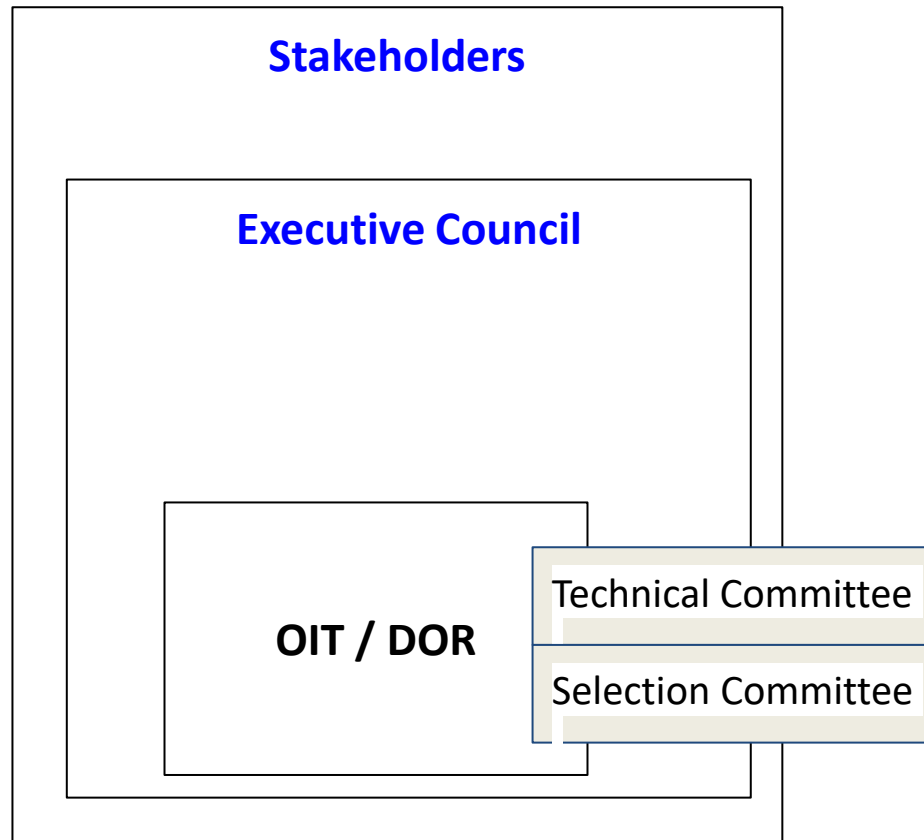 Stakeholders
Executive Council
OIT / DOR
Technical Committee
Selection Committee